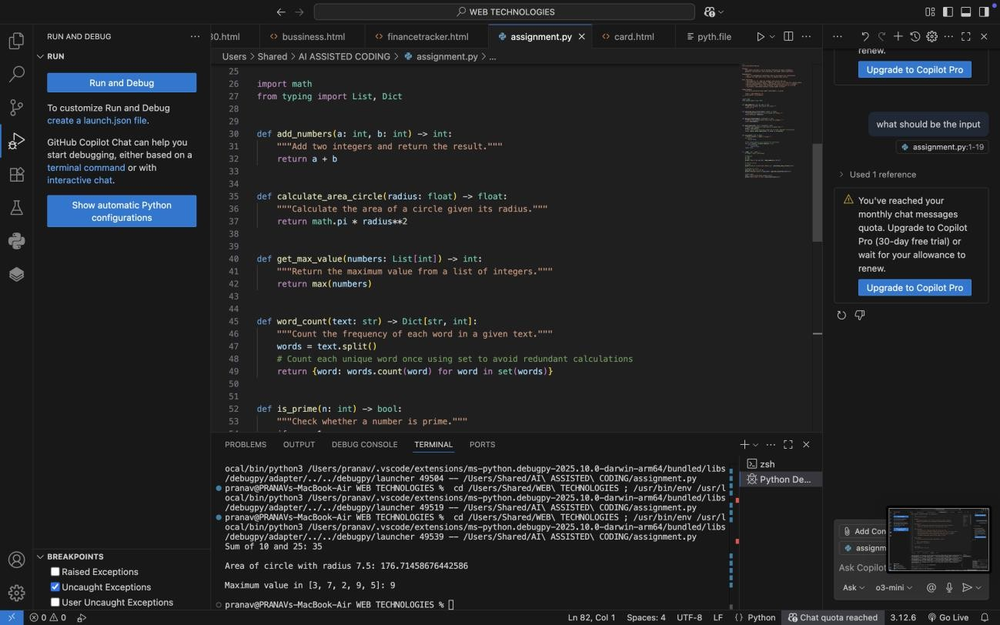 WEB TECHNOLOGIES
RUN AND DEBUG
30.html
bussiness.html
financetracker.html
assignment.py
card.html
pyth.file
Users > Shared > AI ASSISTED CODING > assignment.py > ...
RUN
Run and Debug
To customize Run and Debug
create a launch.json file.
GitHub Copilot Chat can help you
start debugging, either based on a
terminal command or with
interactive chat.
Show automatic Python
configurations
25
26 import math
27 from typing import List, Dict
28
29
30 def add_numbers(a: int, b: int) -> int:
31 """Add two integers and return the result."""
32 return a + b
33
34
35 def calculate_area_circle(radius: float) -> float:
36 """Calculate the area of a circle given its radius."""
37 return math.pi * radius**2
38
39
40 def get_max_value(numbers: List[int]) -> int:
41 """Return the maximum value from a list of integers."""
42 return max(numbers)
43
44
45 def word_count(text: str) -> Dict[str, int]:
46 """Count the frequency of each word in a given text."""
47 words = text.split()
48 # Count each unique word once using set to avoid redundant calculations
49 return {word: words.count(word) for word in set(words)}
50
51
52 def is_prime(n: int) -> bool:
53 """Check whether a number is prime."""
renew.
Upgrade to Copilot Pro
what should be the input
assignment.py:1-19
> Used 1 reference
You've reached your
monthly chat messages
quota. Upgrade to Copilot
Pro (30-day free trial) or
wait for your allowance to
renew.
Upgrade to Copilot Pro
PROBLEMS OUTPUT DEBUG CONSOLE TERMINAL PORTS
ocal/bin/python3 /Users/pranav/.vscode/extensions/ms-python.debugpy-2025.10.0-darwin-arm64/bundled/libs
/debugpy/adapter/../../debugpy/launcher 49504 -- /Users/Shared/AI\ ASSISTED\ CODING/assignment.py
pranav@PRANAVs-MacBook-Air WEB TECHNOLOGIES % cd /Users/Shared/WEB\ TECHNOLOGIES ; /usr/bin/env /usr/l
ocal/bin/python3 /Users/pranav/.vscode/extensions/ms-python.debugpy-2025.10.0-darwin-arm64/bundled/libs
/debugpy/adapter/../../debugpy/launcher 49519 -- /Users/Shared/AI\ ASSISTED\ CODING/assignment.py
pranav@PRANAVs-MacBook-Air WEB TECHNOLOGIES % cd /Users/Shared/WEB\ TECHNOLOGIES ; /usr/bin/env /usr/l
ocal/bin/python3 /Users/pranav/.vscode/extensions/ms-python.debugpy-2025.10.0-darwin-arm64/bundled/libs
/debugpy/adapter/../../debugpy/launcher 49539 -- /Users/Shared/AI\ ASSISTED\ CODING/assignment.py
Sum of 10 and 25: 35
Area of circle with radius 7.5: 176.71458676442586
Maximum value in [3, 7, 2, 9, 5]: 9
pranav@PRANAVs-MacBook-Air WEB TECHNOLOGIES %
zsh
Python De...
BREAKPOINTS
Raised Exceptions
Uncaught Exceptions
User Uncaught Exceptions
Add Con
assignm
Ask Copilot
Ask o3-mini
0 0 Ln 82, Col 1 Spaces: 4 UTF-8 LF {} Python Chat quota reached 3.12.6 Go Live